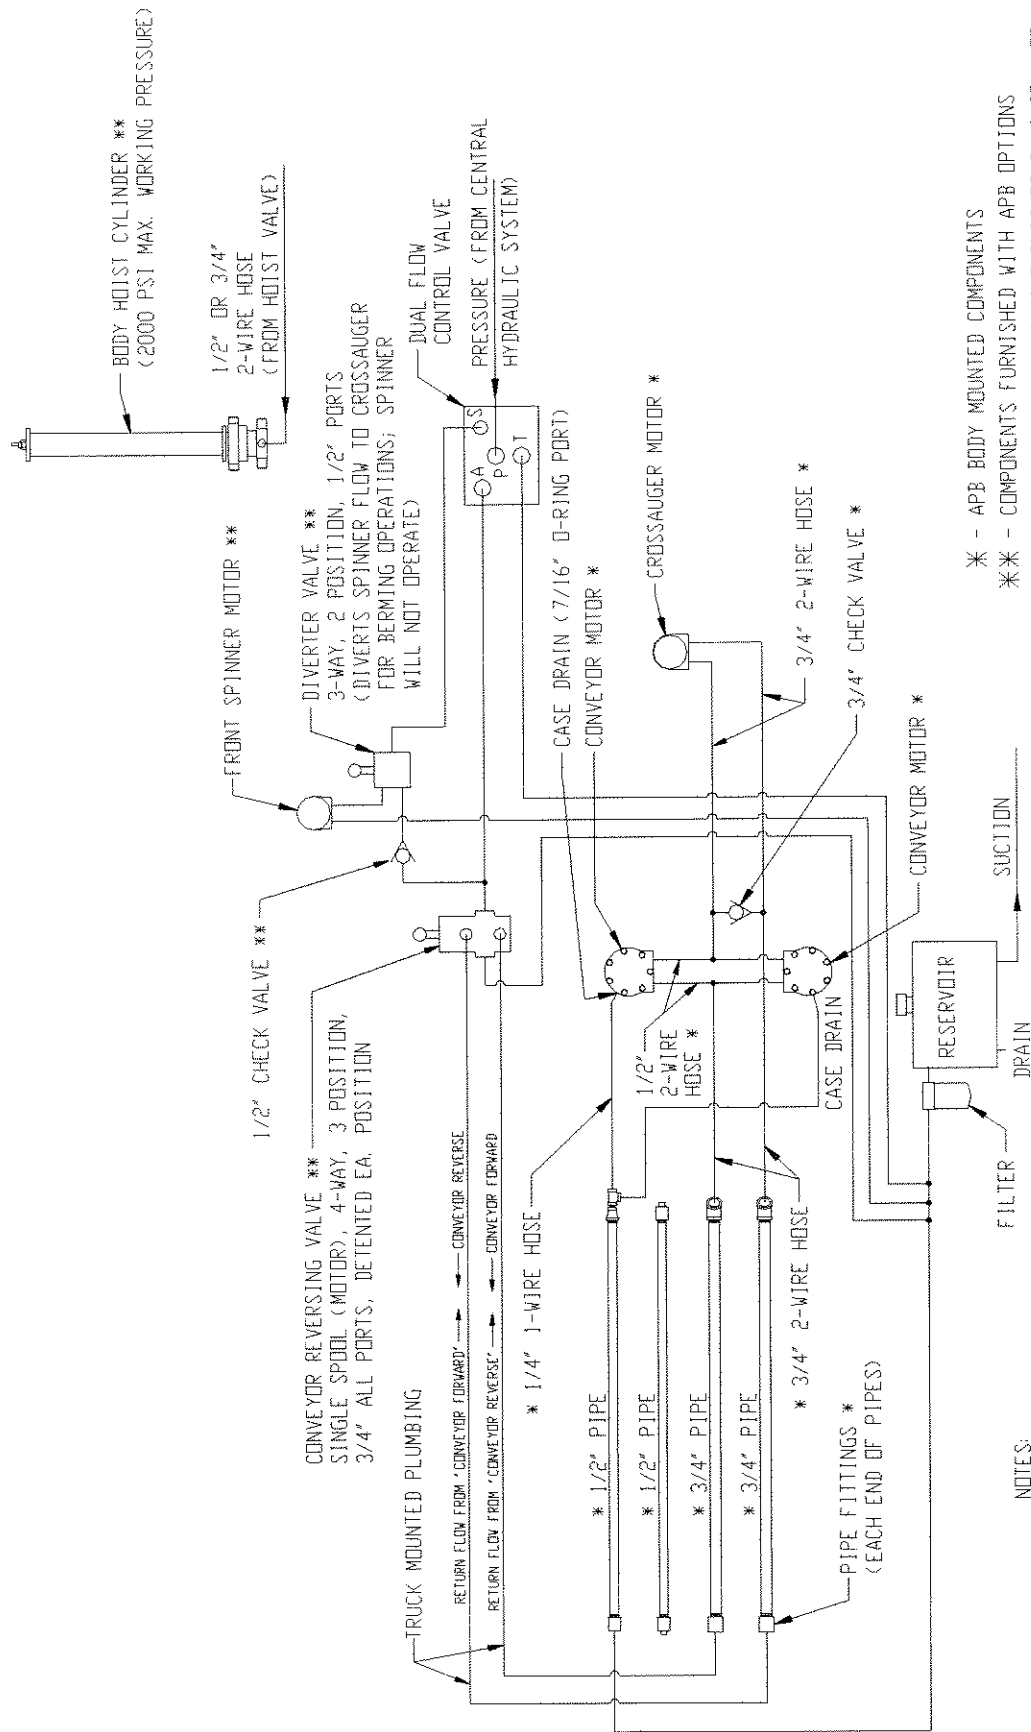 BODY HOIST CYLINDER **
(2000 PSI MAX. WORKING PRESSURE)
1/2" OR 3/4"
2-WIRE HOSE
(FROM HOIST VALVE)
FRONT SPINNER MOTOR **
DIVERTER VALVE **
3-WAY, 2 POSITION, 1/2" PORTS
(DIVERTS SPINNER FLOW TO CROSSAUGER
FOR BERMING OPERATIONS; SPINNER
WILL NOT OPERATE)
DUAL FLOW
CONTROL VALVE
PRESSURE (FROM CENTRAL
HYDRAULIC SYSTEM)
A
S
P
T
1/2" CHECK VALVE **
CONVEYOR REVERSING VALVE **
SINGLE SPOOL (MOTOR), 4-WAY, 3 POSITION,
3/4" ALL PORTS, DETENTED EA. POSITION
TRUCK MOUNTED PLUMBING
RETURN FLOW FROM 'CONVEYOR FORWARD'
CONVEYOR REVERSE
RETURN FLOW FROM 'CONVEYOR REVERSE'
CONVEYOR FORWARD
CASE DRAIN (7/16" O-RING PORT)
CONVEYOR MOTOR *
CROSSAUGER MOTOR *
* 1/4" 1-WIRE HOSE
1/2"
2-WIRE
HOSE *
3/4" 2-WIRE HOSE *
3/4" CHECK VALVE *
* 1/2" PIPE
* 1/2" PIPE
* 3/4" PIPE
* 3/4" PIPE
* 3/4" 2-WIRE HOSE
CASE DRAIN
CONVEYOR MOTOR *
PIPE FITTINGS *
(EACH END OF PIPES)
RESERVOIR
SUCTION
FILTER
DRAIN
* - APB BODY MOUNTED COMPONENTS
** - COMPONENTS FURNISHED WITH APB OPTIONS
NOTES: